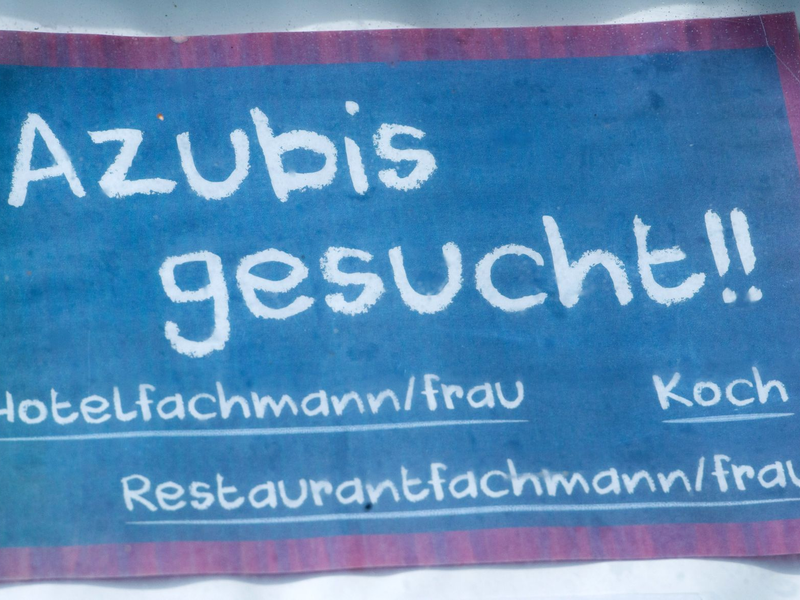 Azubis
gesucht!!
Hotelfachmann/frau Koch
Restaurantfachmann/frau